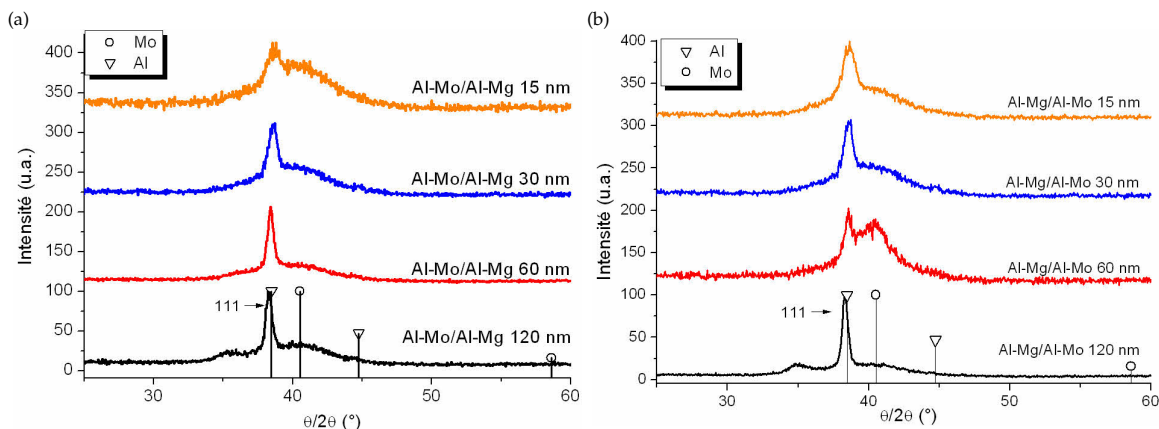 (a)
Mo
Al
400
350
300
250
200
150
100
50
0
Intensité (u.a.)
Al-Mo/Al-Mg 15 nm
Al-Mo/Al-Mg 30 nm
Al-Mo/Al-Mg 60 nm
111
Al-Mo/Al-Mg 120 nm
30 40 50 60
θ/2θ (°)
(b)
Al
Mo
400
350
300
250
200
150
100
50
0
Intensité (u.a.)
Al-Mg/Al-Mo 15 nm
Al-Mg/Al-Mo 30 nm
Al-Mg/Al-Mo 60 nm
111
Al-Mg/Al-Mo 120 nm
30 40 50 60
θ/2θ (°)